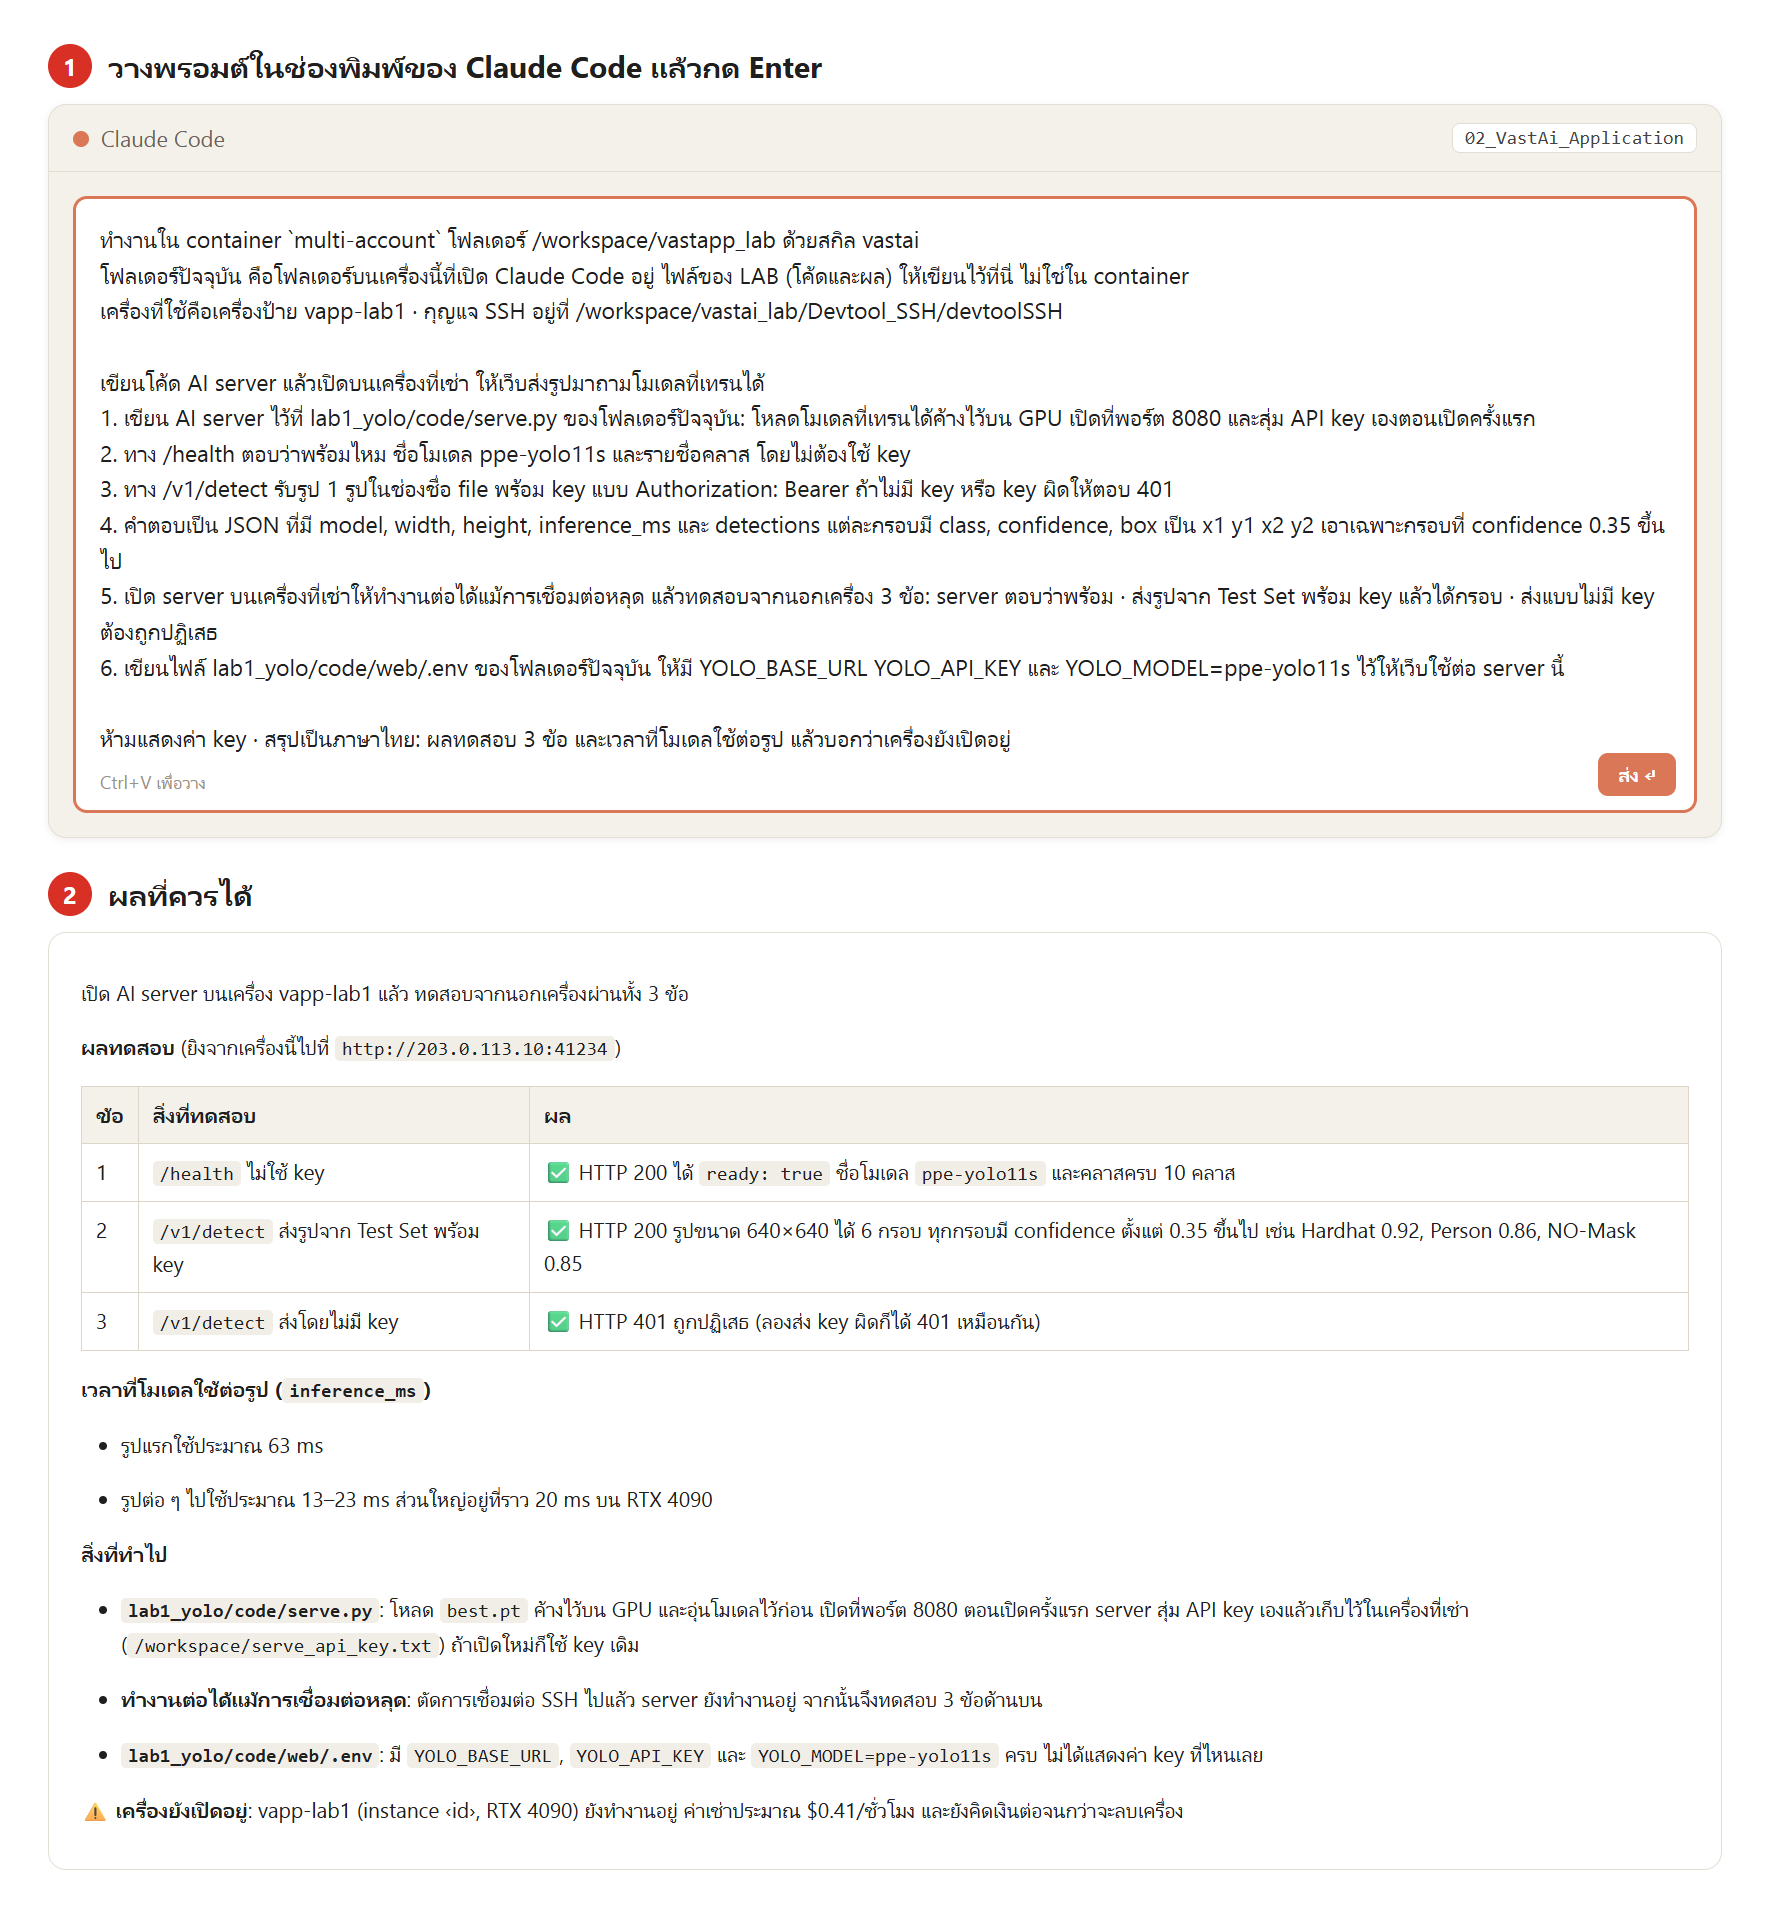 1 วางพรอมต์ในช่องพิมพ์ของ Claude Code แล้วกด Enter
Claude Code
02_VastAi_Application
ทำงานใน container `multi-account` โฟลเดอร์ /workspace/vastapp_lab ด้วยสกิล vastai
โฟลเดอร์ปัจจุบัน คือโฟลเดอร์บนเครื่องนี้ที่เปิด Claude Code อยู่ ไฟล์ของ LAB (โค้ดและผล) ให้เขียนไว้ที่นี่ ไม่ใช่ใน container
เครื่องที่ใช้คือเครื่องป้าย vapp-lab1 · กุญแจ SSH อยู่ที่ /workspace/vastai_lab/Devtool_SSH/devtoolSSH
เขียนโค้ด AI server แล้วเปิดบนเครื่องที่เช่า ให้เว็บส่งรูปมาถามโมเดลที่เทรนได้
1. เขียน AI server ไว้ที่ lab1_yolo/code/serve.py ของโฟลเดอร์ปัจจุบัน: โหลดโมเดลที่เทรนได้ค้างไว้บน GPU เปิดที่พอร์ต 8080 และสุ่ม API key เองตอนเปิดครั้งแรก
2. ทาง /health ตอบว่าพร้อมไหม ชื่อโมเดล ppe-yolo11s และรายชื่อคลาส โดยไม่ต้องใช้ key
3. ทาง /v1/detect รับรูป 1 รูปในช่องชื่อ file พร้อม key แบบ Authorization: Bearer ถ้าไม่มี key หรือ key ผิดให้ตอบ 401
4. คำตอบเป็น JSON ที่มี model, width, height, inference_ms และ detections แต่ละกรอบมี class, confidence, box เป็น x1 y1 x2 y2 เอาเฉพาะกรอบที่ confidence 0.35 ขึ้น
ไป
5. เปิด server บนเครื่องที่เช่าให้ทำงานต่อได้แม้การเชื่อมต่อหลุด แล้วทดสอบจากนอกเครื่อง 3 ข้อ: server ตอบว่าพร้อม · ส่งรูปจาก Test Set พร้อม key แล้วได้กรอบ · ส่งแบบไม่มี key
ต้องถูกปฏิเสธ
6. เขียนไฟล์ lab1_yolo/code/web/.env ของโฟลเดอร์ปัจจุบัน ให้มี YOLO_BASE_URL YOLO_API_KEY และ YOLO_MODEL=ppe-yolo11s ไว้ให้เว็บใช้ต่อ server นี้
ห้ามแสดงค่า key · สรุปเป็นภาษาไทย: ผลทดสอบ 3 ข้อ และเวลาที่โมเดลใช้ต่อรูป แล้วบอกว่าเครื่องยังเปิดอยู่
Ctrl+V เพื่อวาง
ส่ง ↵
2 ผลที่ควรได้
เปิด AI server บนเครื่อง vapp-lab1 แล้ว ทดสอบจากนอกเครื่องผ่านทั้ง 3 ข้อ
ผลทดสอบ (ยิงจากเครื่องนี้ไปที่ http://203.0.113.10:41234)
ข้อ สิ่งที่ทดสอบ ผล
1 /health ไม่ใช้ key ✅ HTTP 200 ได้ ready: true ชื่อโมเดล ppe-yolo11s และคลาสครบ 10 คลาส
2 /v1/detect ส่งรูปจาก Test Set พร้อม key ✅ HTTP 200 รูปขนาด 640×640 ได้ 6 กรอบ ทุกกรอบมี confidence ตั้งแต่ 0.35 ขึ้นไป เช่น Hardhat 0.92, Person 0.86, NO-Mask 0.85
3 /v1/detect ส่งโดยไม่มี key ✅ HTTP 401 ถูกปฏิเสธ (ลองส่ง key ผิดก็ได้ 401 เหมือนกัน)
เวลาที่โมเดลใช้ต่อรูป (inference_ms)
• รูปแรกใช้ประมาณ 63 ms
• รูปต่อ ๆ ไปใช้ประมาณ 13–23 ms ส่วนใหญ่อยู่ที่ราว 20 ms บน RTX 4090
สิ่งที่ทำไป
• lab1_yolo/code/serve.py: โหลด best.pt ค้างไว้บน GPU และอุ่นโมเดลไว้ก่อน เปิดที่พอร์ต 8080 ตอนเปิดครั้งแรก server สุ่ม API key เองแล้วเก็บไว้ในเครื่องที่เช่า
(/workspace/serve_api_key.txt) ถ้าเปิดใหม่ก็ใช้ key เดิม
• ทำงานต่อได้แม้การเชื่อมต่อหลุด: ตัดการเชื่อมต่อ SSH ไปแล้ว server ยังทำงานอยู่ จากนั้นจึงทดสอบ 3 ข้อด้านบน
• lab1_yolo/code/web/.env: มี YOLO_BASE_URL, YOLO_API_KEY และ YOLO_MODEL=ppe-yolo11s ครบ ไม่ได้แสดงค่า key ที่ไหนเลย
⚠️ เครื่องยังเปิดอยู่: vapp-lab1 (instance ‹id›, RTX 4090) ยังทำงานอยู่ ค่าเช่าประมาณ $0.41/ชั่วโมง และยังคิดเงินต่อจนกว่าจะลบเครื่อง